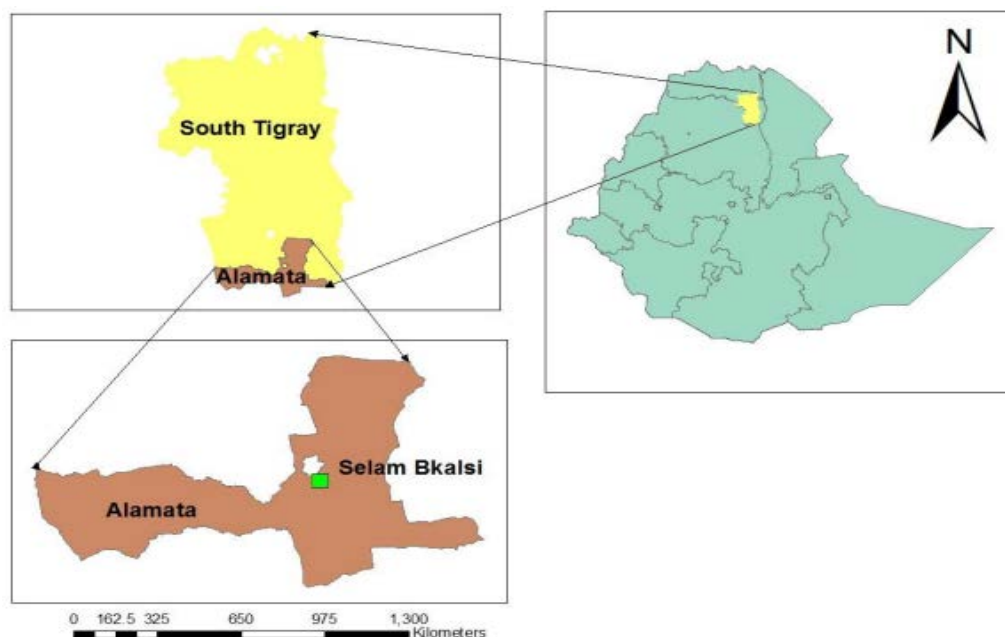 South Tigray
Alamata
N
Selam Bkalsi
Alamata
0 162.5 325 650 975 1,300
Kilometers